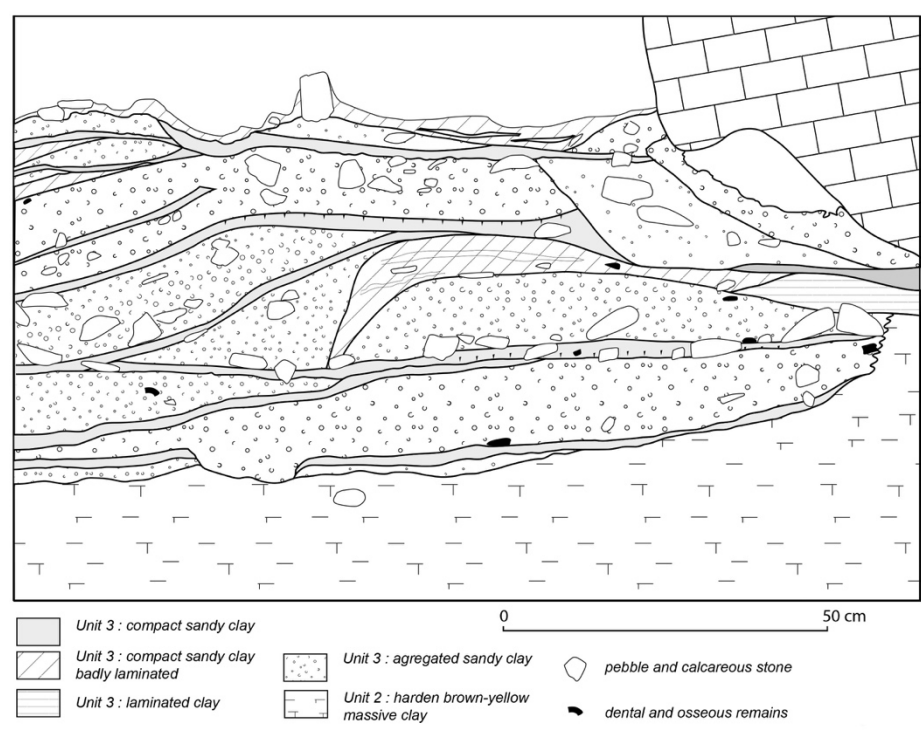 0 50 cm
Unit 3 : compact sandy clay
Unit 3 : compact sandy clay
badly laminated
Unit 3 : laminated clay
Unit 3 : agregated sandy clay
Unit 2 : harden brown-yellow
massive clay
pebble and calcareous stone
dental and osseous remains